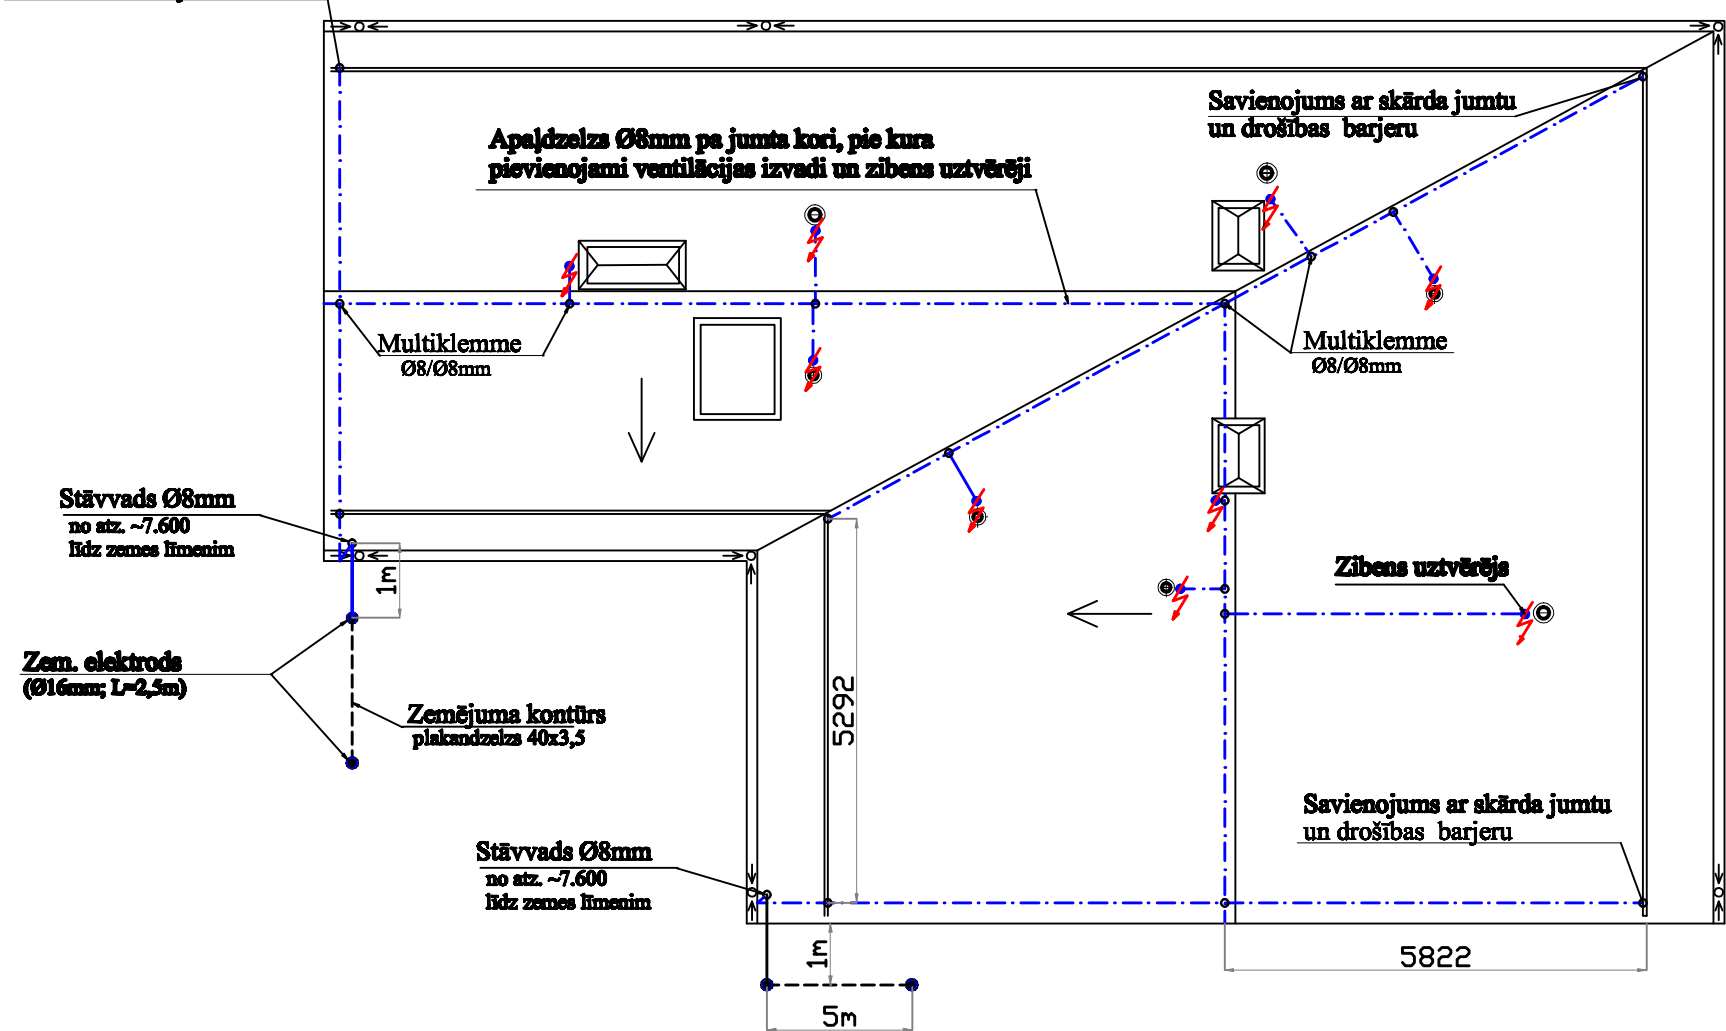 Savienojums ar skārda jumtu
un drošības barjeru
Apaļdzelzs Ø8mm pa jumta kori, pie kura
pievienojami ventilācijas izvadi un zibens uztvērēji
Multiklemme
Ø8/Ø8mm
Multiklemme
Ø8/Ø8mm
Stāvvads Ø8mm
no atz. ~7.600
līdz zemes līmenim
1m
Zibens uztvērējs
Zem. elektrods
(Ø16mm; L=2,5m)
Zemējuma kontūrs
plakandzelzs 40x3,5
5292
Savienojums ar skārda jumtu
un drošības barjeru
Stāvvads Ø8mm
no atz. ~7.600
līdz zemes līmenim
1m
5822
5m